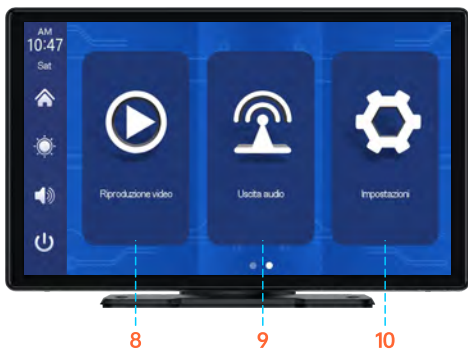 AM
10:47
Sat
Riproduzione video
Uscita audio
Impostazioni
8
9
10